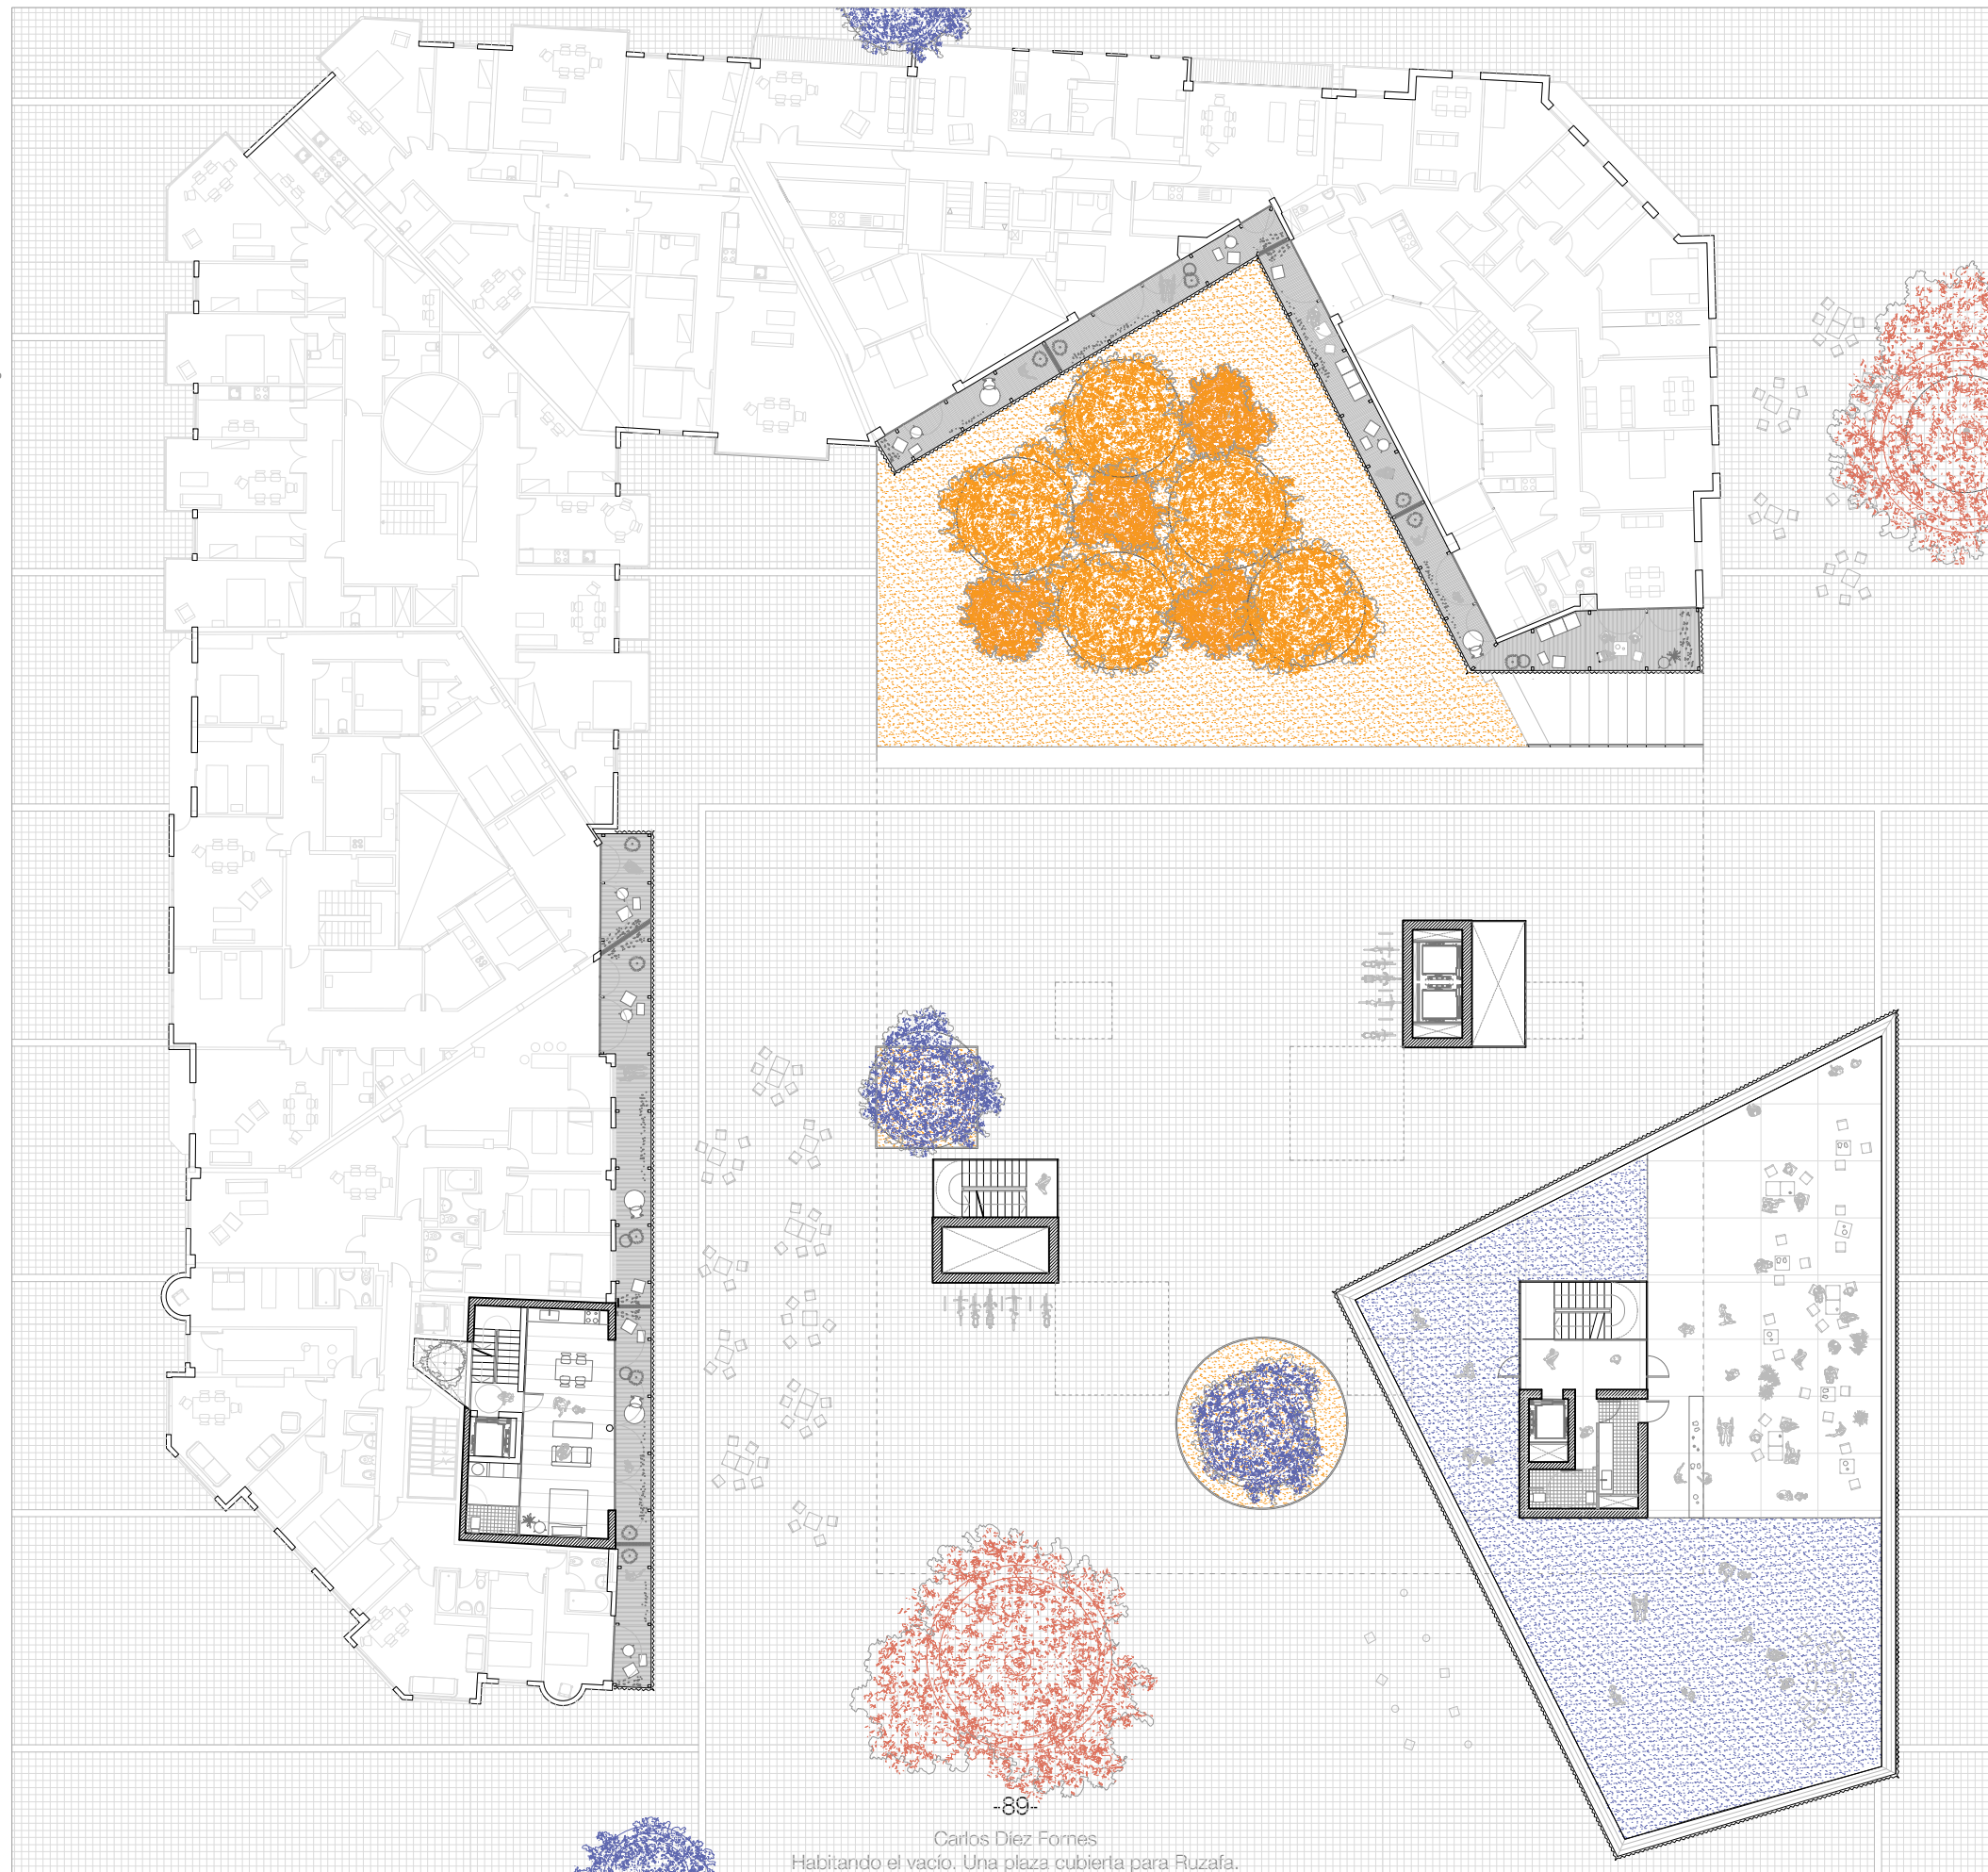 -89-
Carlos Díez Fornes
Habitando el vacío. Una plaza cubierta para Ruzafa.